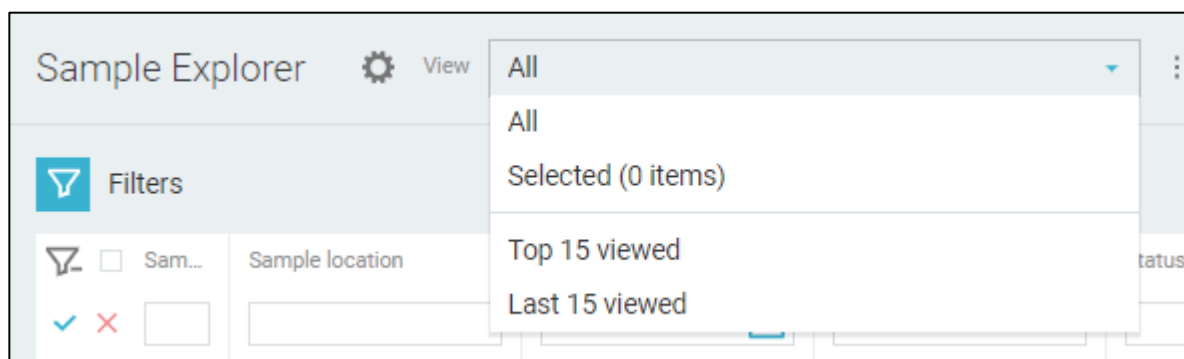 Sample Explorer View All
All
Selected (0 items)
Filters
Top 15 viewed
Sam... Sample location tatus
Last 15 viewed